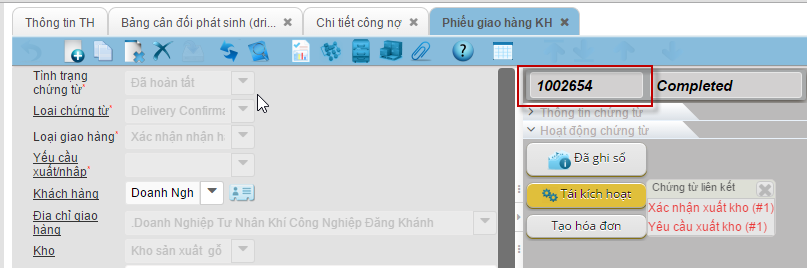 Thông tin TH
Bảng cân đối phát sinh (dri...
Chi tiết công nợ
Phiếu giao hàng KH
Tình trạng chứng từ*
Đã hoàn tất
Loại chứng từ*
Delivery Confirma
Loại giao hàng*
Xác nhận nhận h
Yêu cầu xuất/nhập*
Khách hàng
Doanh Ngh
Địa chỉ giao hàng
.Doanh Nghiệp Tư Nhân Khí Công Nghiệp Đăng Khánh
Kho
Kho sản xuất gỗ
1002654
Completed
Thông tin chứng từ
Hoạt động chứng từ
Đã ghi sổ
Tái kích hoạt
Tạo hóa đơn
Chứng từ liên kết
Xác nhận xuất kho (#1)
Yêu cầu xuất kho (#1)